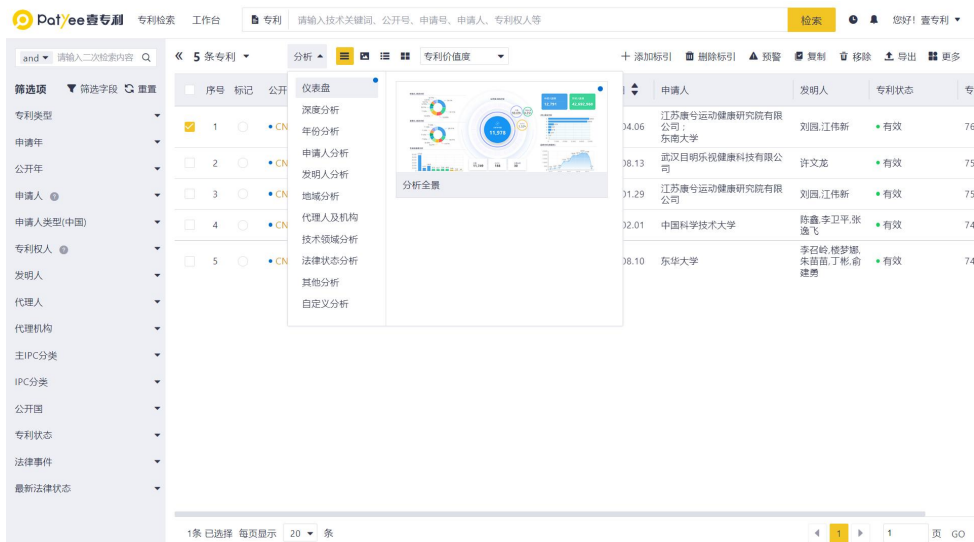 Patyee壹专利 专利检索 工作台 专利 请输入技术关键词、公开号、申请号、申请人、专利权人等 检索 您好！壹专利
and 请输入二次检索内容 5 条专利 分析 专利价值度 添加标引 删除标引 预警 复制 移除 导出 更多
筛选项 筛选字段 重置
专利类型
申请年
公开年
申请人
申请人类型(中国)
专利权人
发明人
代理人
代理机构
主IPC分类
IPC分类
公开国
专利状态
法律事件
最新法律状态
仪表盘
深度分析
年份分析
申请人分析
发明人分析
地域分析
代理人及机构
技术领域分析
法律状态分析
其他分析
自定义分析
11,978
分析全景
序号 标记 公开 申请人 发明人 专利状态 专
1 CN 04.06 江苏康兮运动健康研究院有限
公司；
东南大学 刘园,江伟新 有效 76
2 CN 08.13 武汉目明乐视健康科技有限公
司 许文龙 有效 75
3 CN 01.29 江苏康兮运动健康研究院有限
公司 刘园,江伟新 有效 75
4 CN 02.01 中国科学技术大学 陈鑫,李卫平,张
逸飞 有效 74
5 CN 08.10 东华大学 李召岭,楼梦娜,
朱苗苗,丁彬,俞
建勇 有效 74
1条 已选择 每页显示 20 条 1 1 页 GO